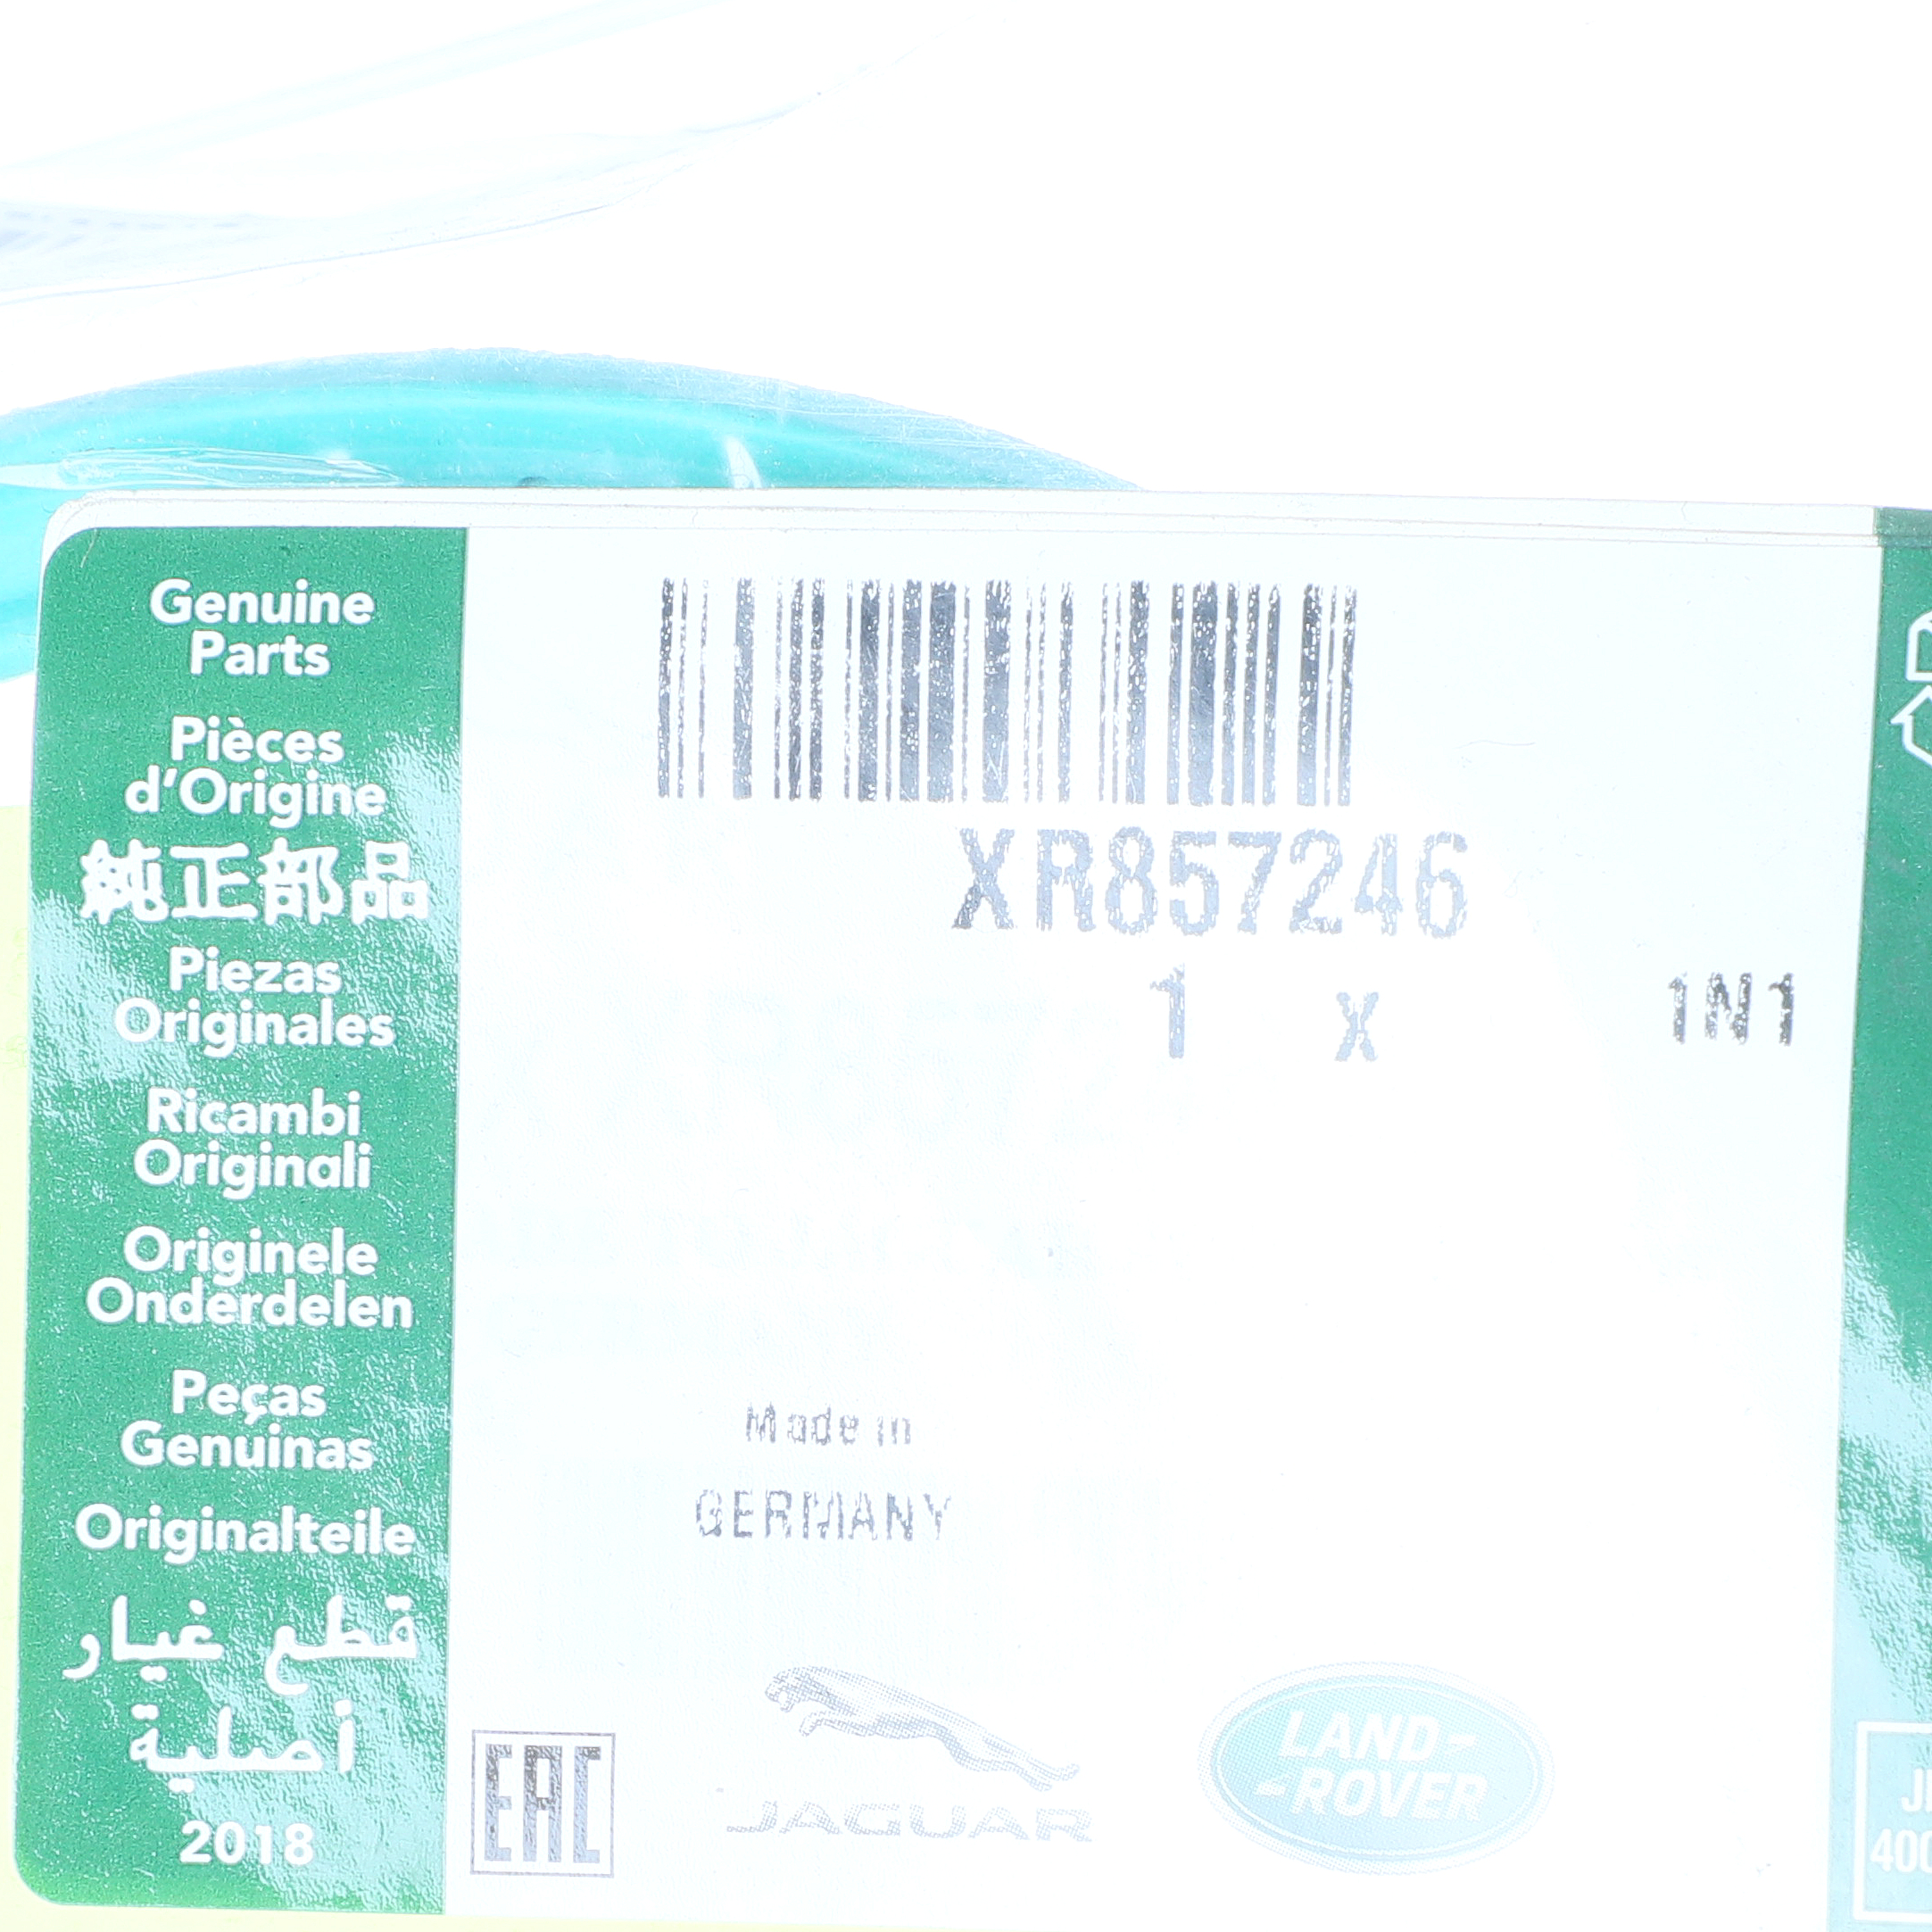 Genuine
Parts
Pièces
d'Origine
純正部品
Piezas
Originales
Ricambi
Originali
Originele
Onderdelen
Peças
Genuinas
Originalteile
قطع غيار
أصلية
2018
XR857246
1 X 1N1
Made in
GERMANY
EAC
JAGUAR
LAND-
-ROVER